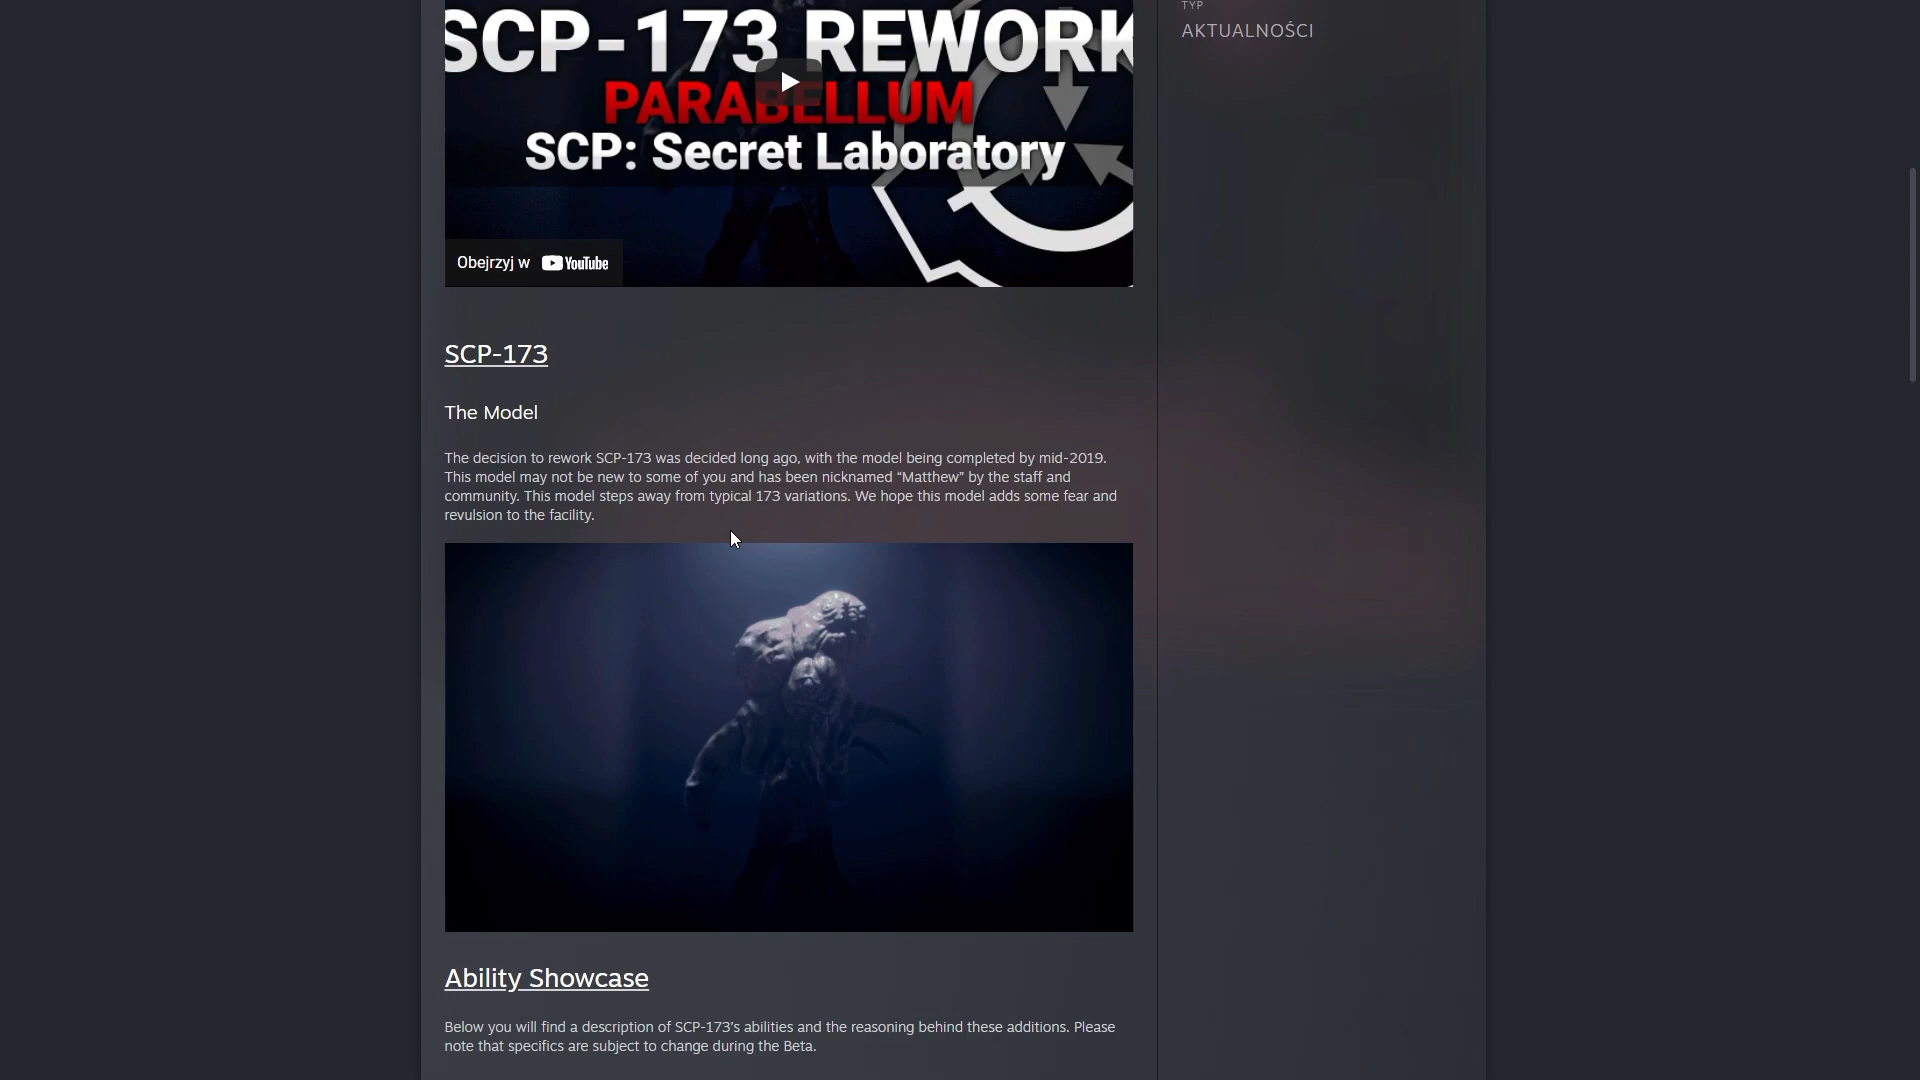 TYP
AKTUALNOŚCI
SCP-173 REWORK
PARABELLUM
SCP: Secret Laboratory
Obejrzyj w YouTube
SCP-173
The Model
The decision to rework SCP-173 was decided long ago, with the model being completed by mid-2019.
This model may not be new to some of you and has been nicknamed “Matthew” by the staff and
community. This model steps away from typical 173 variations. We hope this model adds some fear and
revulsion to the facility.
Ability Showcase
Below you will find a description of SCP-173’s abilities and the reasoning behind these additions. Please
note that specifics are subject to change during the Beta.